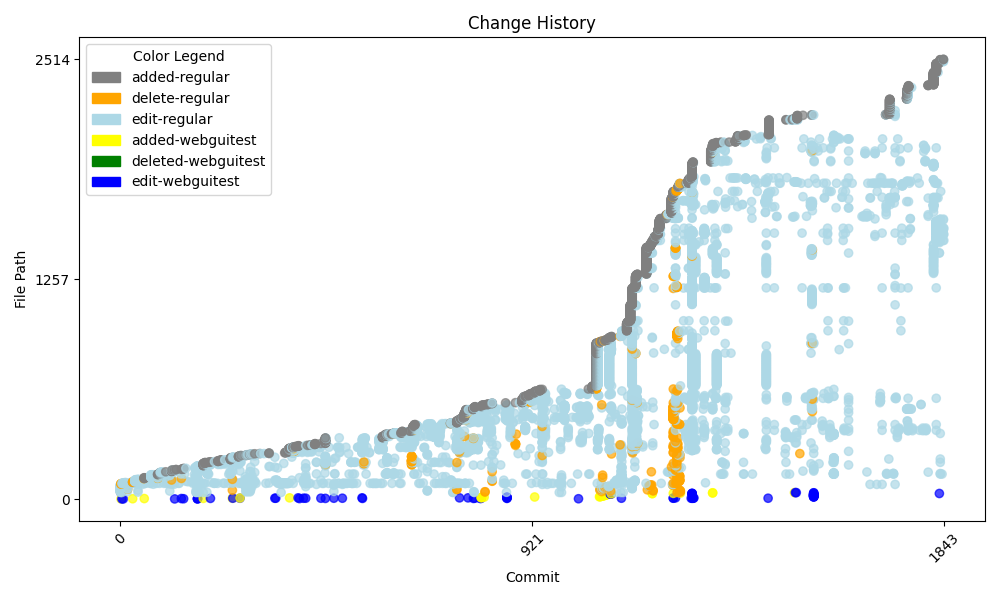 Change History
Color Legend
added-regular
delete-regular
edit-regular
added-webguitest
deleted-webguitest
edit-webguitest
2514
1257
0
File Path
0
921
1843
Commit